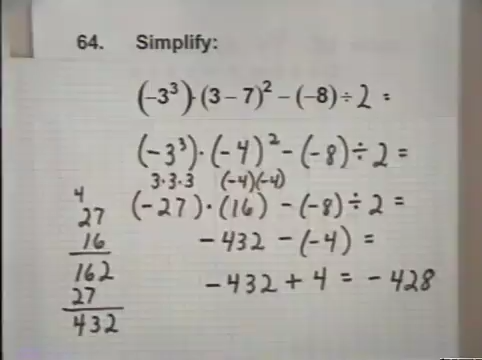 64. Simplify:
(-3³)·(3 - 7)² - (-8) ÷ 2 =
(-3³)·(-4)² - (-8) ÷ 2 =
3·3·3 (-4)(-4)
(-27)·(16) - (-8) ÷ 2 =
-432 - (-4) =
-432 + 4 = -428
4
27
16
162
27
432